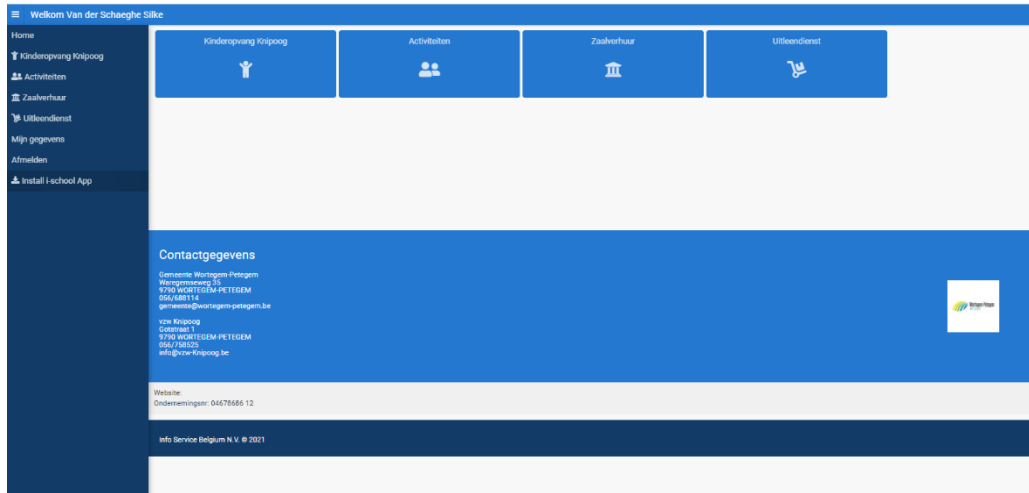 Welkom Van der Schaeghe Silke
Home
Kinderopvang Knipoog
Activiteiten
Zaalverhuur
Uitleendienst
Mijn gegevens
Afmelden
Install i-school App
Kinderopvang Knipoog
Activiteiten
Zaalverhuur
Uitleendienst
Contactgegevens
Gemeente Wortegem-Petegem
Waregemseweg 35
9790 WORTEGEM-PETEGEM
056/688114
gemeente@wortegem-petegem.be
vzw Knipoog
Gotstraat 1
9790 WORTEGEM-PETEGEM
056/758525
info@vzw-Knipoog.be
Wortegem-Petegem
Website:
Ondernemingsnr: 04678686 12
Info Service Belgium N.V. © 2021